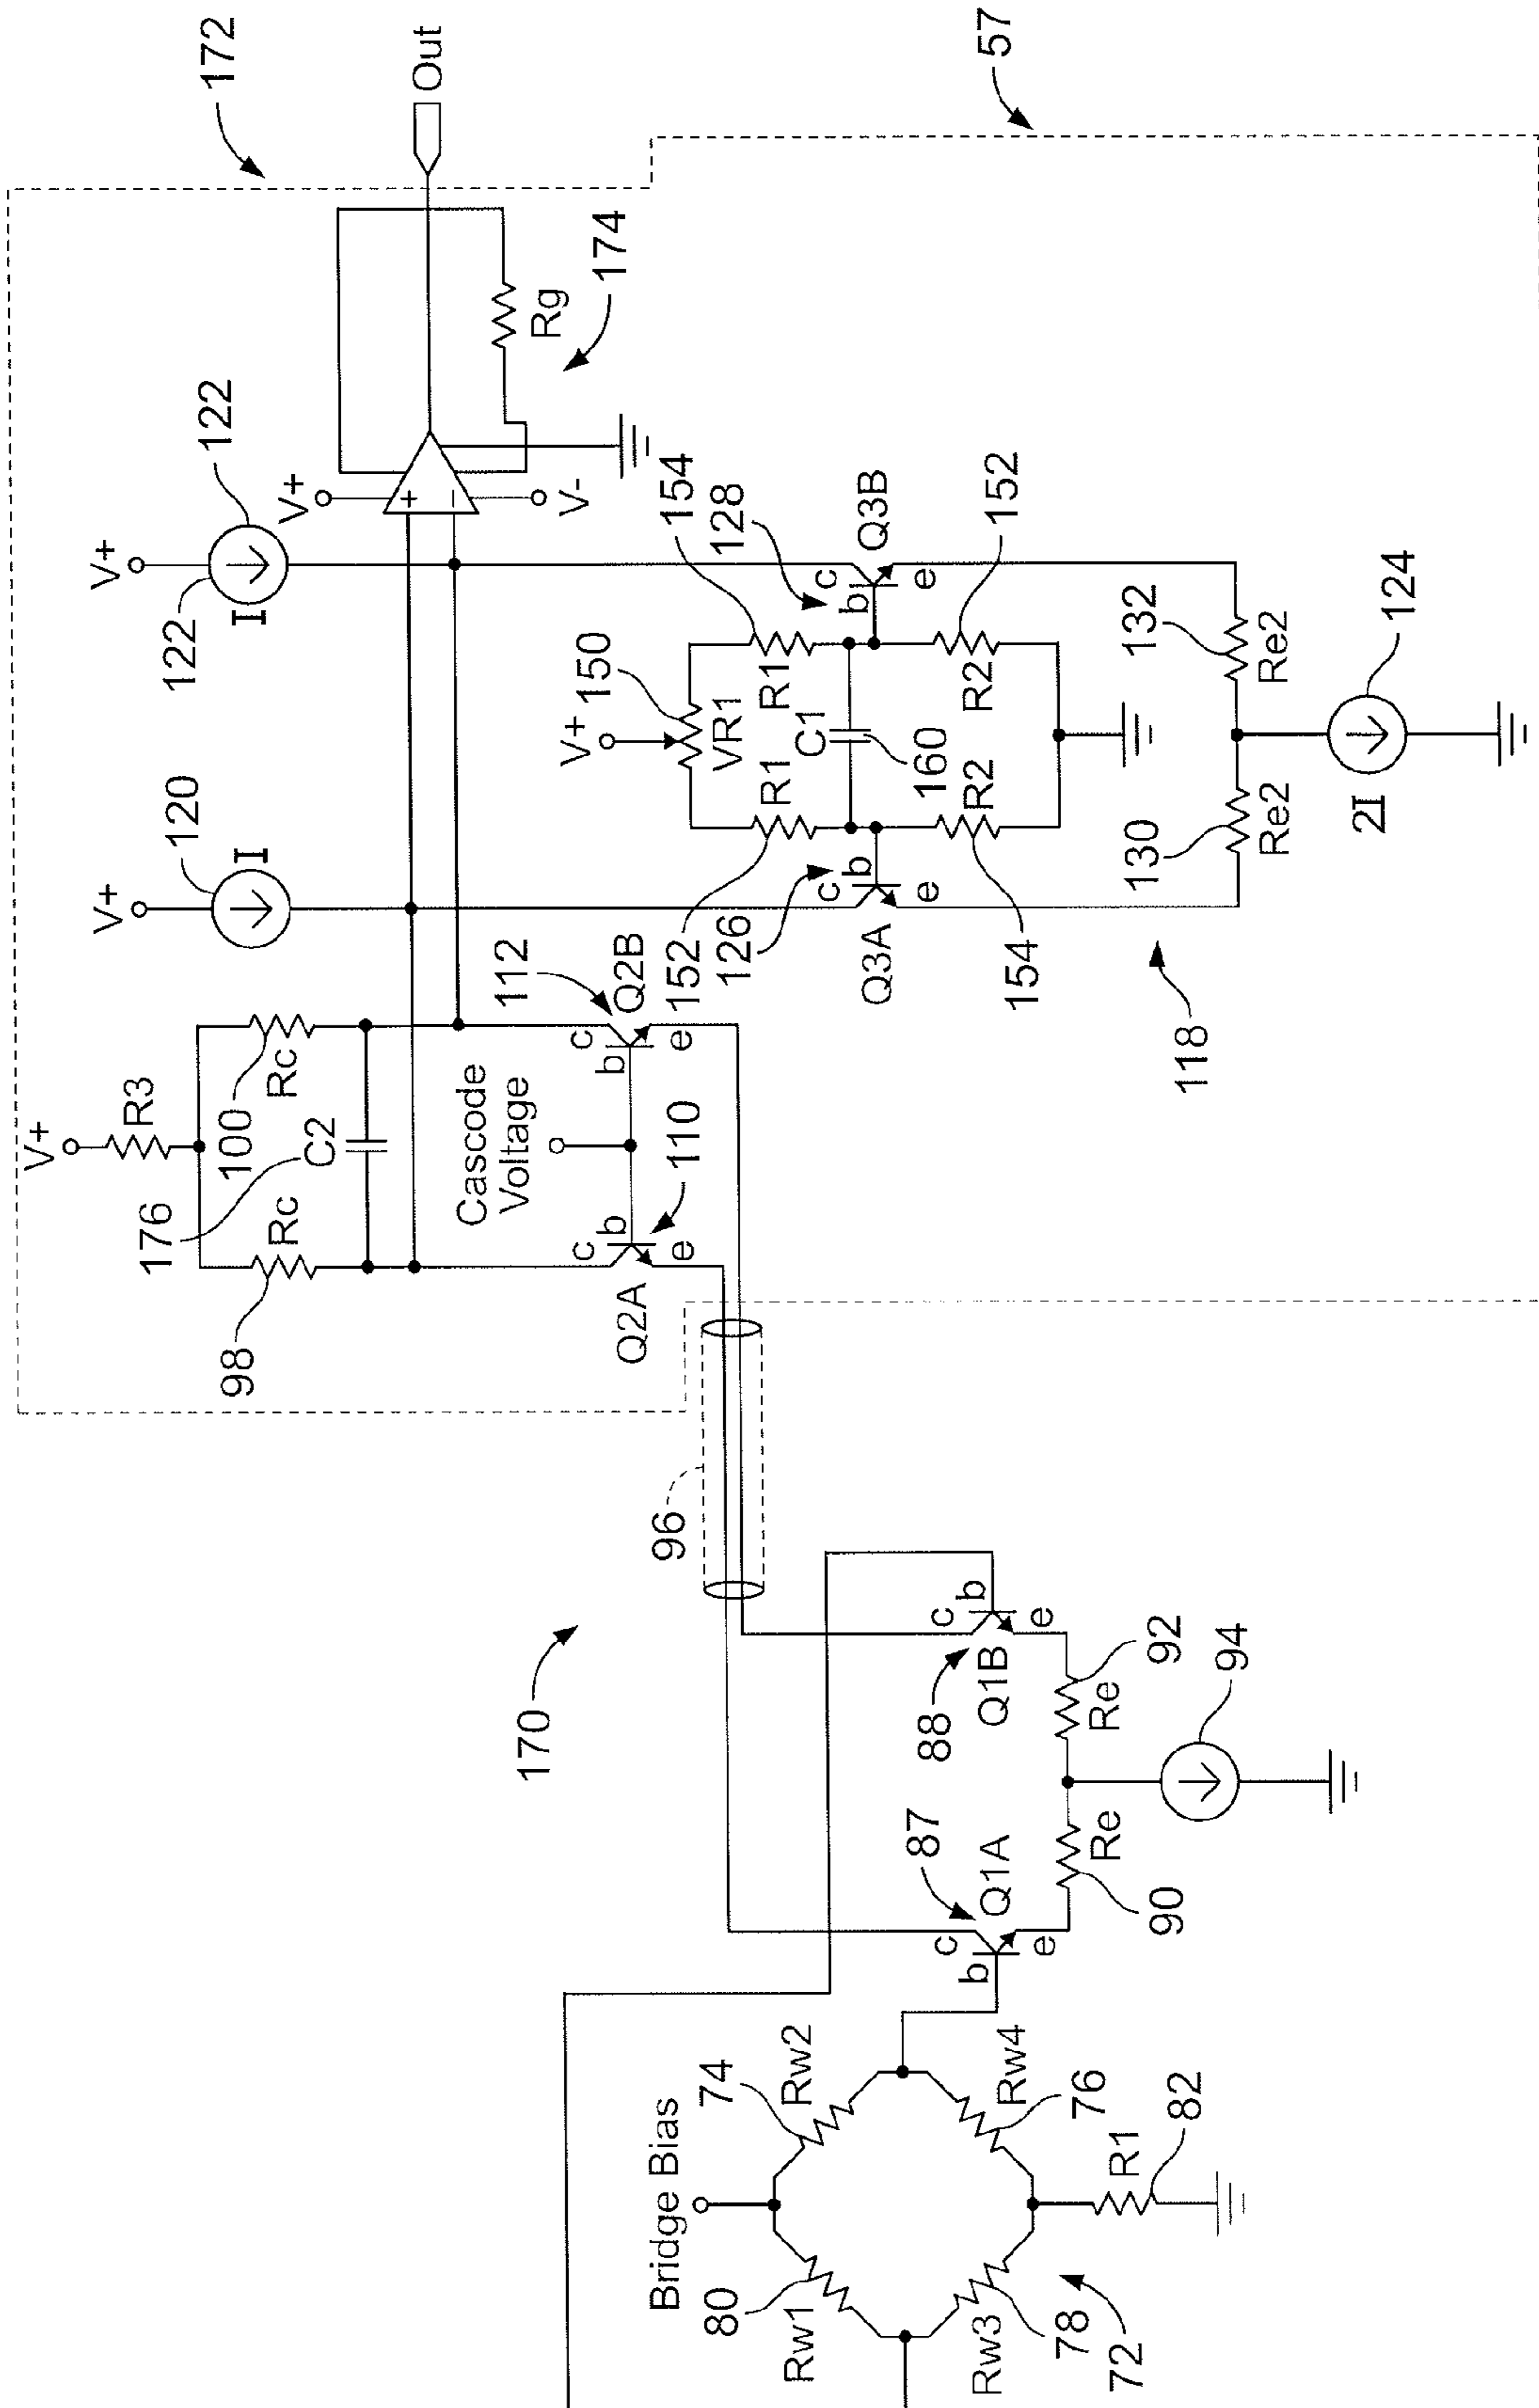 172
Out
57
V+
122
122
I
V+
+
−
V-
Rg
174
V+
120
I
V+
150
VR1
154
R1
152
R1
C1
160
128
Q3B
c
b
e
126
Q3A
c
b
e
R2
152
R2
154
130
Re2
132
Re2
2I
124
118
V+
R3
Rc
100
Rc
98
176
C2
Cascode
Voltage
112
Q2B
c
b
e
110
Q2A
c
b
e
96
170
88
Q1B
c
b
e
87
Q1A
c
b
e
Re
92
Re
90
94
Bridge Bias
74
Rw2
80
Rw1
Rw4
76
Rw3
78
72
R1
82